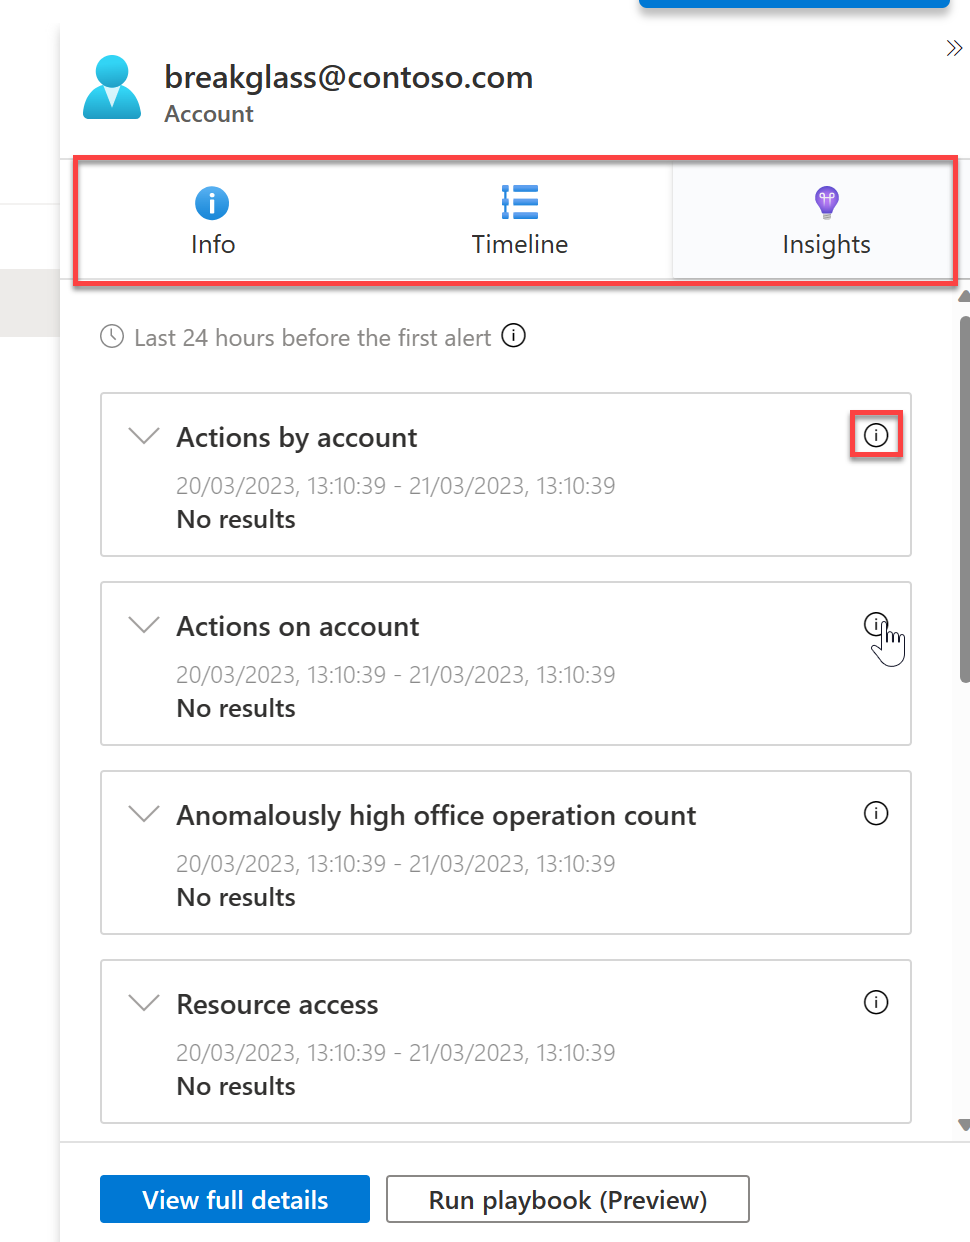 breakglass@contoso.com
Account
Info
Timeline
Insights
Last 24 hours before the first alert
Actions by account
20/03/2023, 13:10:39 - 21/03/2023, 13:10:39
No results
Actions on account
20/03/2023, 13:10:39 - 21/03/2023, 13:10:39
No results
Anomalously high office operation count
20/03/2023, 13:10:39 - 21/03/2023, 13:10:39
No results
Resource access
20/03/2023, 13:10:39 - 21/03/2023, 13:10:39
No results
View full details
Run playbook (Preview)